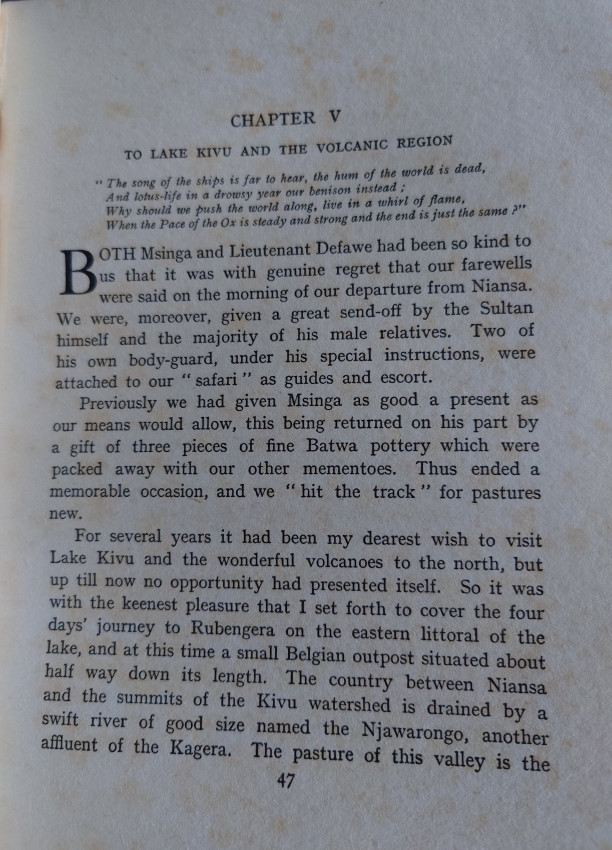 CHAPTER V
TO LAKE KIVU AND THE VOLCANIC REGION
" The song of the ships is far to hear, the hum of the world is dead,
And lotus-life in a drowsy year our benison instead ;
Why should we push the world along, live in a whirl of flame,
When the Pace of the Ox is steady and strong and the end is just the same ?"
BOTH Msinga and Lieutenant Defawe had been so kind to
us that it was with genuine regret that our farewells
were said on the morning of our departure from Niansa.
We were, moreover, given a great send-off by the Sultan
himself and the majority of his male relatives. Two of
his own body-guard, under his special instructions, were
attached to our " safari " as guides and escort.
Previously we had given Msinga as good a present as
our means would allow, this being returned on his part by
a gift of three pieces of fine Batwa pottery which were
packed away with our other mementoes. Thus ended a
memorable occasion, and we " hit the track " for pastures
new.
For several years it had been my dearest wish to visit
Lake Kivu and the wonderful volcanoes to the north, but
up till now no opportunity had presented itself. So it was
with the keenest pleasure that I set forth to cover the four
days' journey to Rubengera on the eastern littoral of the
lake, and at this time a small Belgian outpost situated about
half way down its length. The country between Niansa
and the summits of the Kivu watershed is drained by a
swift river of good size named the Njawarongo, another
affluent of the Kagera. The pasture of this valley is the
47